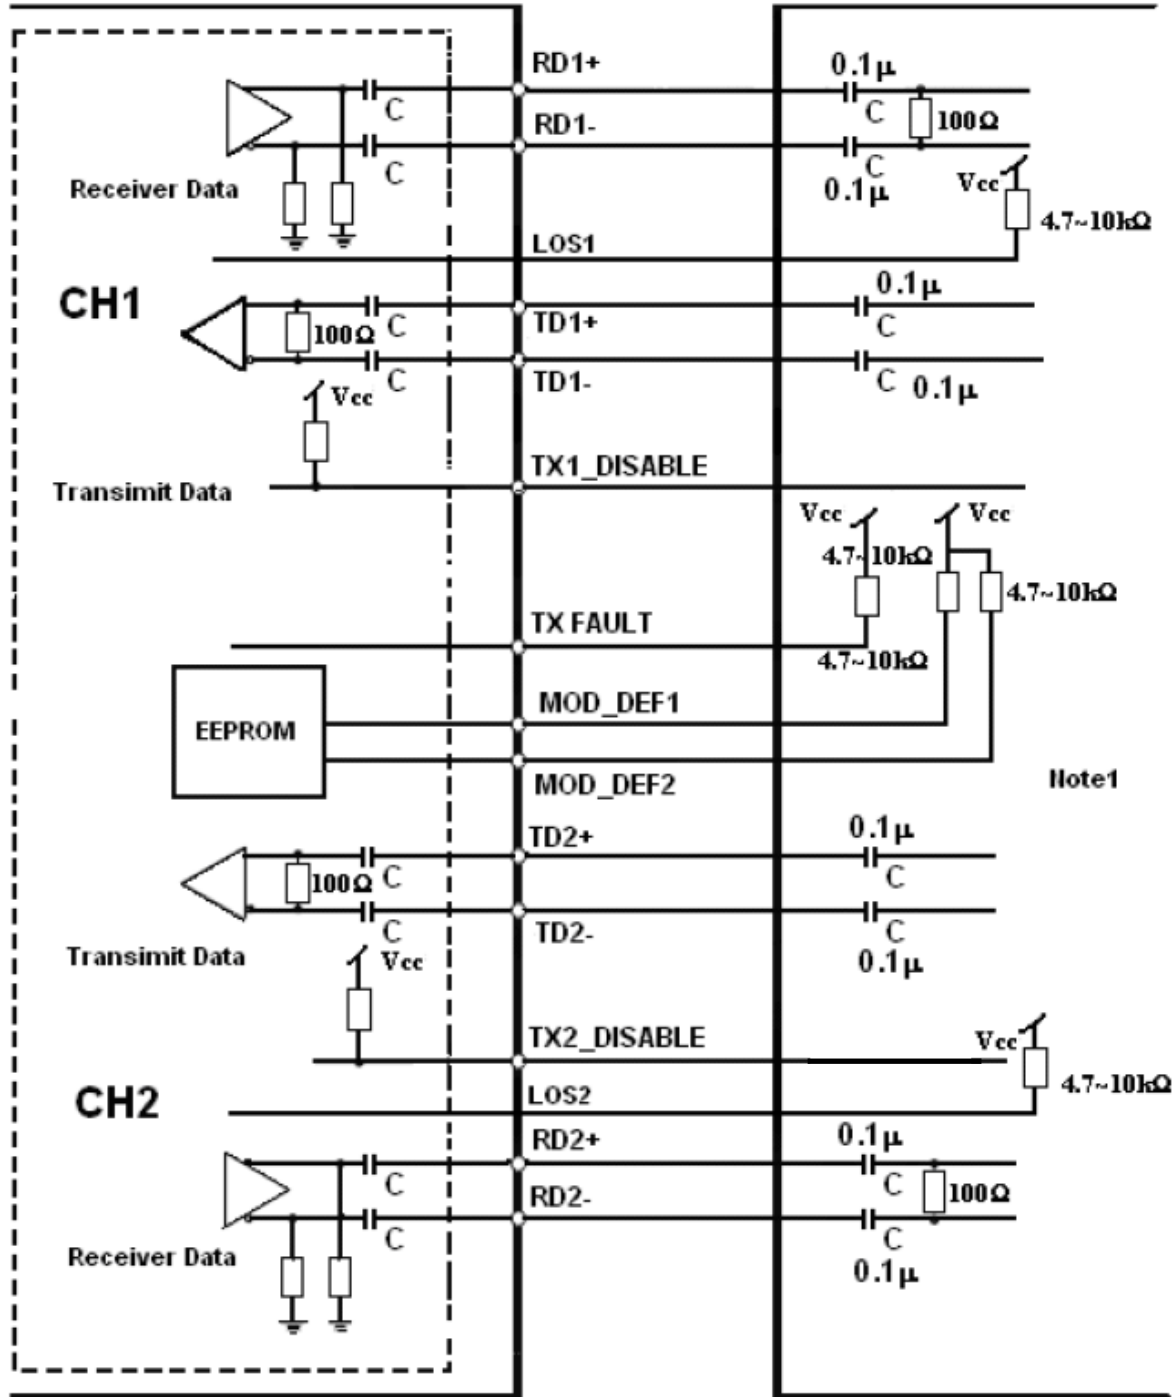 RD1+
0.1μ
C
C
100Ω
RD1-
C
C
0.1μ
Receiver Data
Vcc
4.7~10kΩ
LOS1
CH1
0.1μ
100Ω
C
TD1+
C
C
TD1-
C
0.1μ
Vcc
TX1_DISABLE
Transimit Data
Vcc
Vcc
4.7~10kΩ
4.7~10kΩ
TX FAULT
4.7~10kΩ
MOD_DEF1
EEPROM
MOD_DEF2
Note1
TD2+
0.1μ
100Ω
C
C
C
TD2-
C
Transimit Data
Vcc
0.1μ
TX2_DISABLE
Vcc
4.7~10kΩ
CH2
LOS2
RD2+
0.1μ
C
C
100Ω
RD2-
C
C
Receiver Data
0.1μ